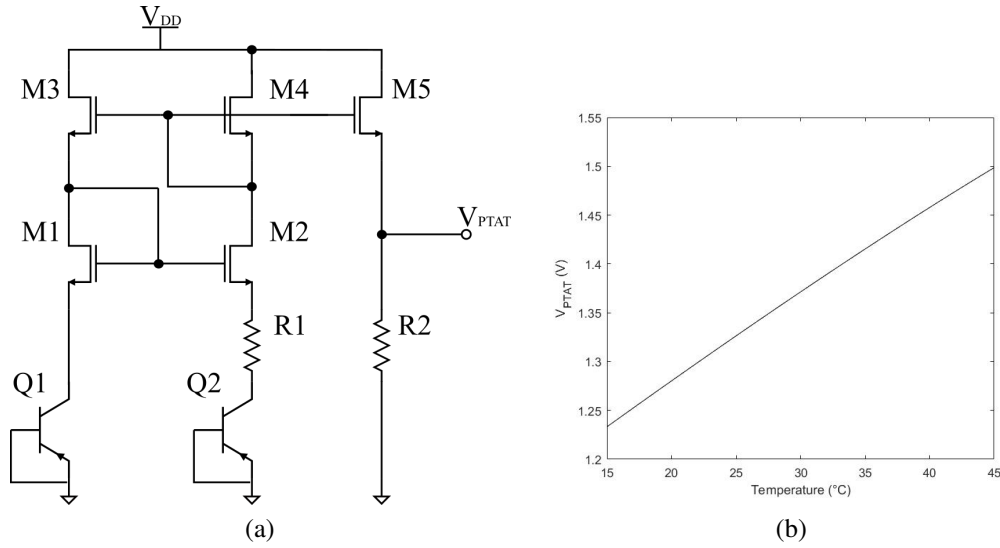 VDD
M3
M4
M5
M1
M2
VPTAT
R1
R2
Q1
Q2
(a)
1.55
1.5
1.45
1.4
1.35
1.3
1.25
1.2
VPTAT (V)
15 20 25 30 35 40 45
Temperature (°C)
(b)